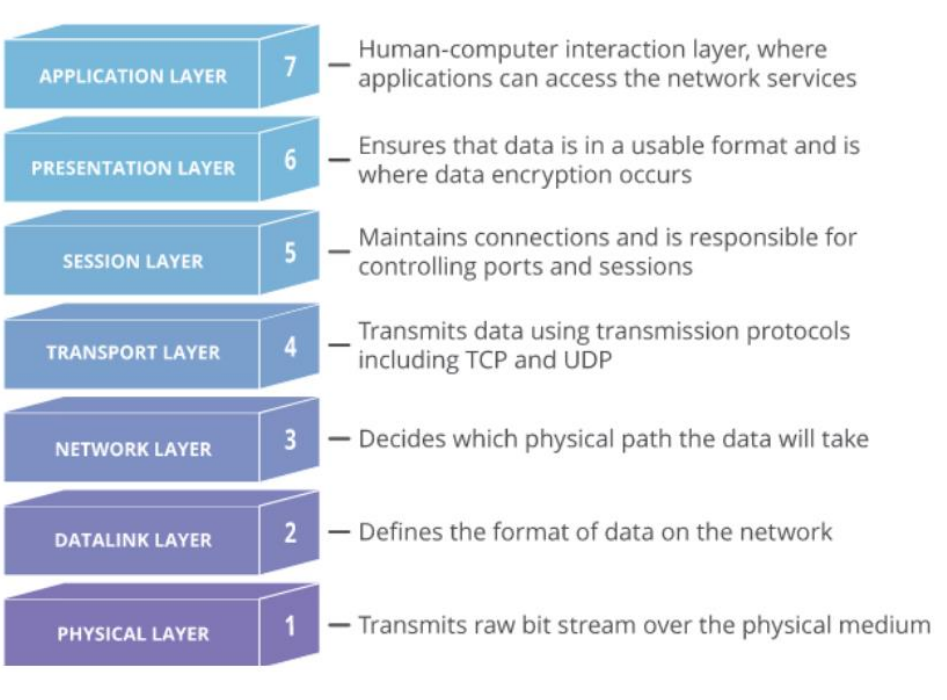 APPLICATION LAYER 7 — Human-computer interaction layer, where
applications can access the network services
PRESENTATION LAYER 6 — Ensures that data is in a usable format and is
where data encryption occurs
SESSION LAYER 5 — Maintains connections and is responsible for
controlling ports and sessions
TRANSPORT LAYER 4 — Transmits data using transmission protocols
including TCP and UDP
NETWORK LAYER 3 — Decides which physical path the data will take
DATALINK LAYER 2 — Defines the format of data on the network
PHYSICAL LAYER 1 — Transmits raw bit stream over the physical medium